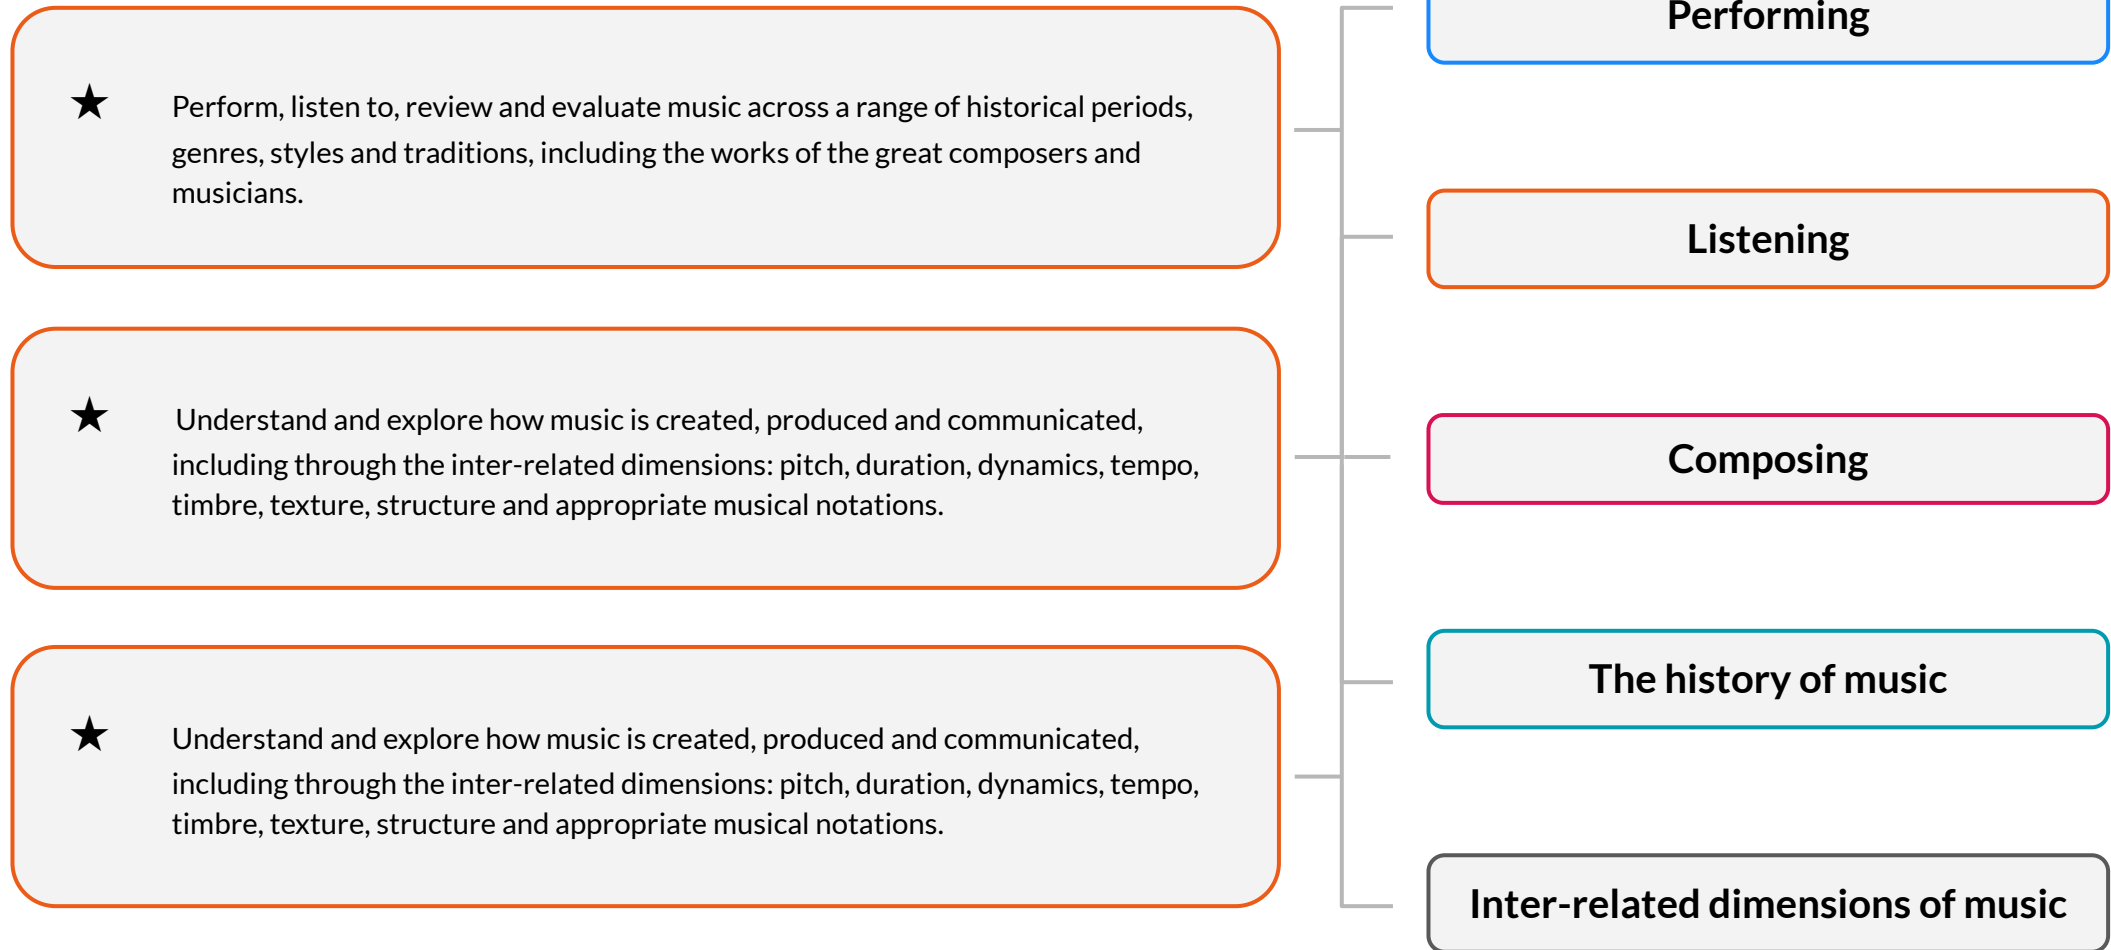 Perform, listen to, review and evaluate music across a range of historical periods,
genres, styles and traditions, including the works of the great composers and
musicians.
Understand and explore how music is created, produced and communicated,
including through the inter-related dimensions: pitch, duration, dynamics, tempo,
timbre, texture, structure and appropriate musical notations.
Understand and explore how music is created, produced and communicated,
including through the inter-related dimensions: pitch, duration, dynamics, tempo,
timbre, texture, structure and appropriate musical notations.
Performing
Listening
Composing
The history of music
Inter-related dimensions of music